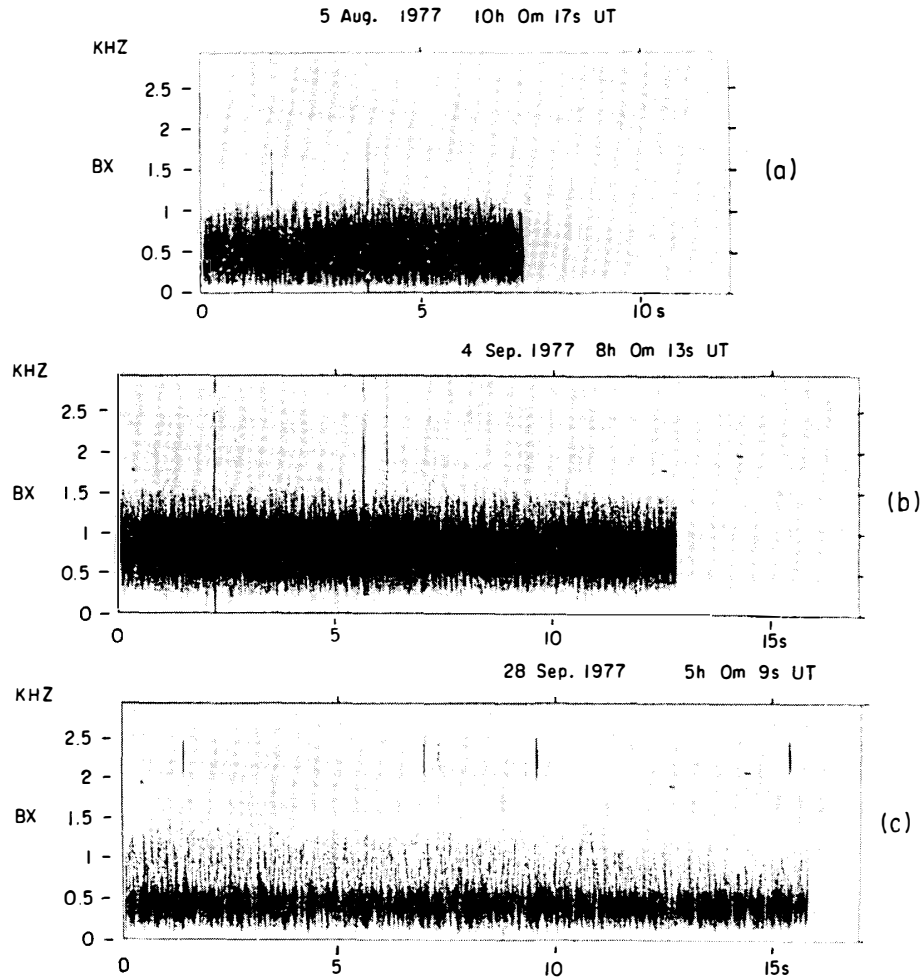 5 Aug. 1977 10h 0m 17s UT
KHZ
2.5
2
BX 1.5
(a)
1
0.5
0
0 5 10s
4 Sep. 1977 8h 0m 13s UT
KHZ
2.5
2
BX 1.5
(b)
1
0.5
0
0 5 10 15s
28 Sep. 1977 5h 0m 9s UT
KHZ
2.5
2
BX 1.5
(c)
1
0.5
0
0 5 10 15s